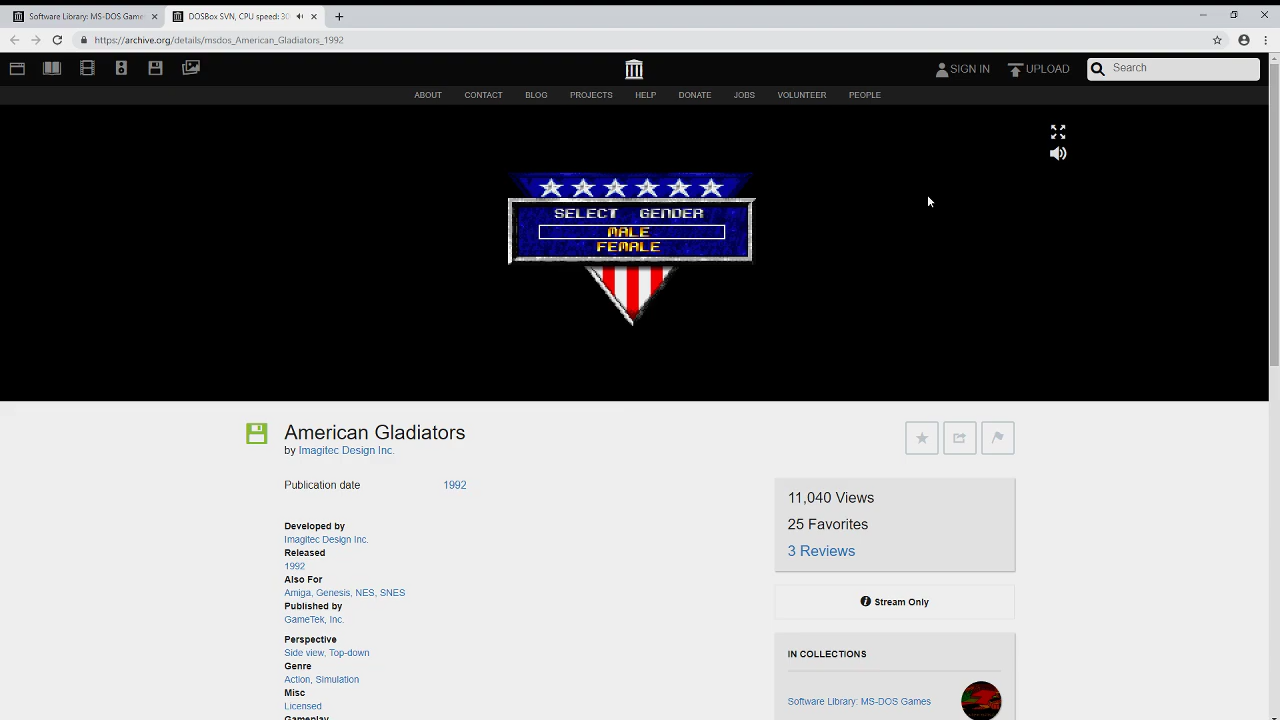 Software Library: MS-DOS Game
DOSBox SVN, CPU speed: 30
https://archive.org/details/msdos_American_Gladiators_1992
SIGN IN
UPLOAD
Search
ABOUT CONTACT BLOG PROJECTS HELP DONATE JOBS VOLUNTEER PEOPLE
SELECT GENDER
MALE
FEMALE
American Gladiators
by Imagitec Design Inc.
Publication date 1992
11,040 Views
25 Favorites
3 Reviews
Developed by
Imagitec Design Inc.
Released
1992
Also For
Amiga, Genesis, NES, SNES
Published by
GameTek, Inc.
Stream Only
Perspective
Side view, Top-down
Genre
Action, Simulation
Misc
Licensed
Gameplay
IN COLLECTIONS
Software Library: MS-DOS Games